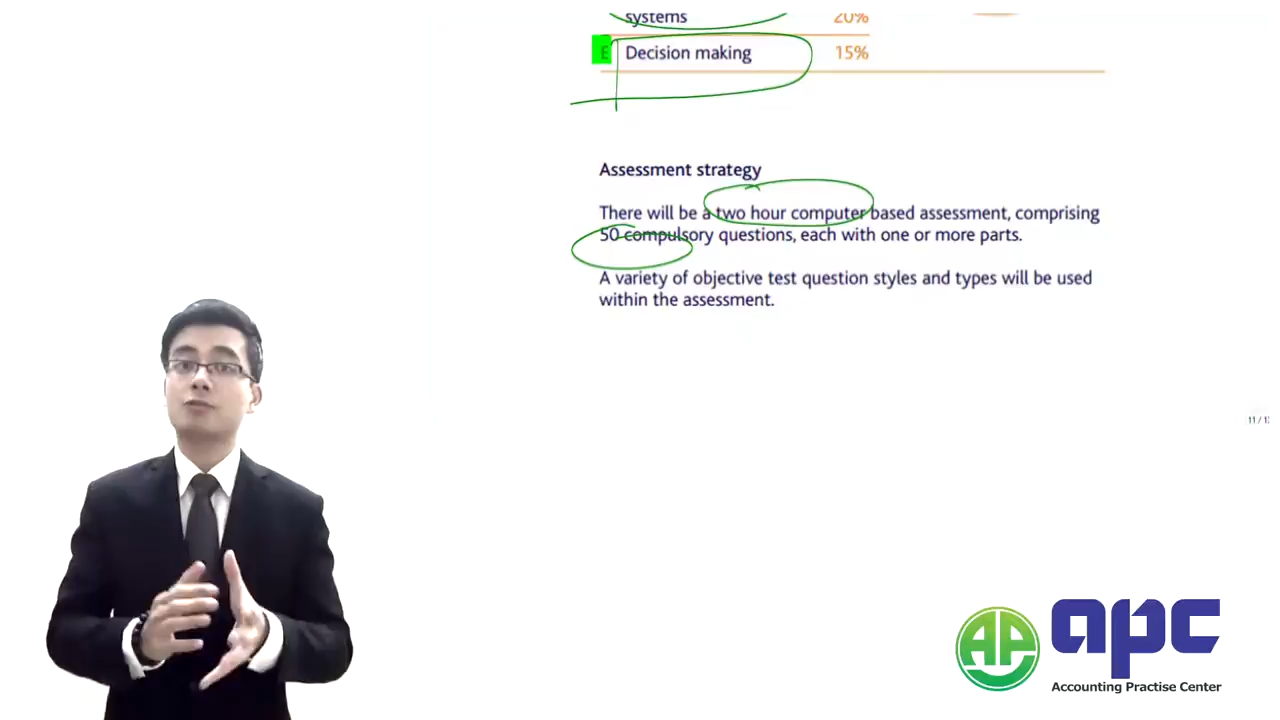 systems 20%
E Decision making 15%
Assessment strategy
There will be a two hour computer based assessment, comprising
50 compulsory questions, each with one or more parts.
A variety of objective test question styles and types will be used
within the assessment.
AP
apc
Accounting Practise Center